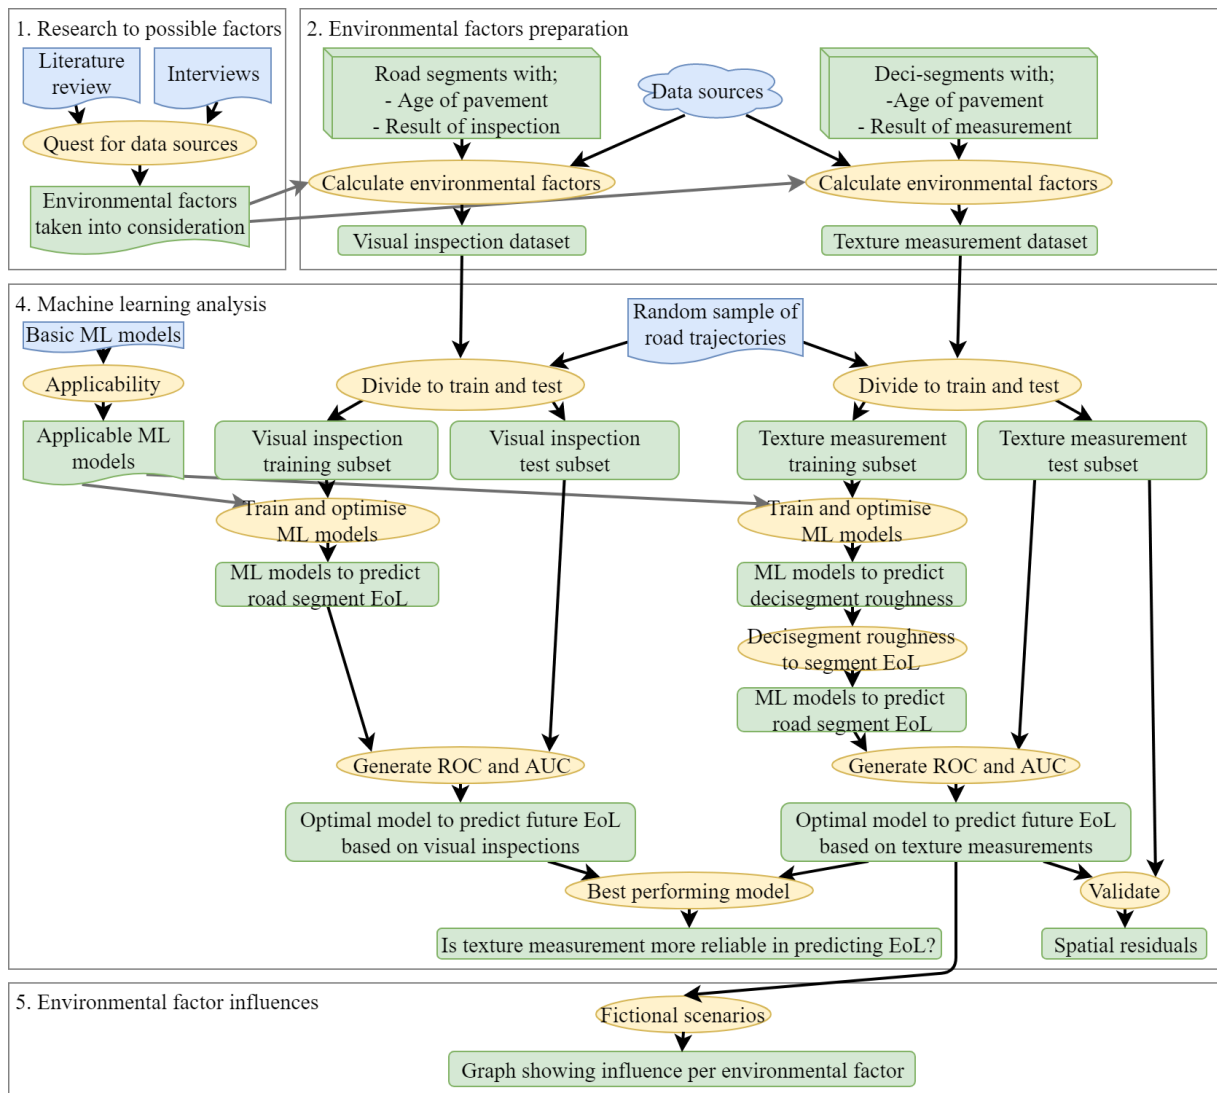 1. Research to possible factors
Literature
review
Interviews
Quest for data sources
Environmental factors
taken into consideration
2. Environmental factors preparation
Road segments with;
- Age of pavement
- Result of inspection
Data sources
Deci-segments with;
-Age of pavement
- Result of measurement
Calculate environmental factors
Calculate environmental factors
Visual inspection dataset
Texture measurement dataset
4. Machine learning analysis
Basic ML models
Random sample of
road trajectories
Applicability
Divide to train and test
Divide to train and test
Applicable ML
models
Visual inspection
training subset
Visual inspection
test subset
Texture measurement
training subset
Texture measurement
test subset
Train and optimise
ML models
Train and optimise
ML models
ML models to predict
road segment EoL
ML models to predict
decisegment roughness
Decisegment roughness
to segment EoL
ML models to predict
road segment EoL
Generate ROC and AUC
Generate ROC and AUC
Optimal model to predict future EoL
based on visual inspections
Optimal model to predict future EoL
based on texture measurements
Best performing model
Validate
Is texture measurement more reliable in predicting EoL?
Spatial residuals
5. Environmental factor influences
Fictional scenarios
Graph showing influence per environmental factor